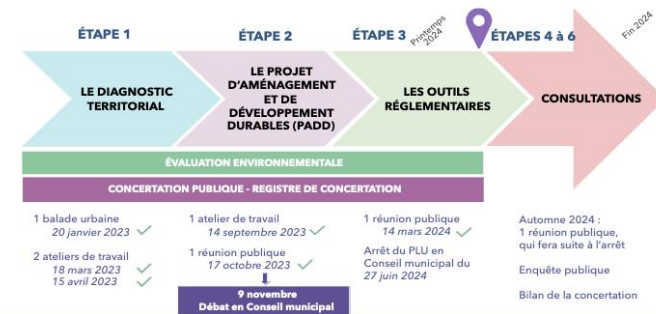 ÉTAPE 1
ÉTAPE 2
ÉTAPE 3
Printemps
2024
ÉTAPES 4 à 6
Fin 2024
LE DIAGNOSTIC
TERRITORIAL
LE PROJET
D'AMÉNAGEMENT
ET DE
DÉVELOPPEMENT
DURABLES (PADD)
LES OUTILS
RÉGLEMENTAIRES
CONSULTATIONS
ÉVALUATION ENVIRONNEMENTALE
CONCERTATION PUBLIQUE - REGISTRE DE CONCERTATION
1 balade urbaine
20 janvier 2023
2 ateliers de travail
18 mars 2023
15 avril 2023
1 atelier de travail
14 septembre 2023
1 réunion publique
17 octobre 2023
9 novembre
Débat en Conseil municipal
1 réunion publique
14 mars 2024
Arrêt du PLU en
Conseil municipal du
27 juin 2024
Automne 2024 :
1 réunion publique,
qui fera suite à l'arrêt
Enquête publique
Bilan de la concertation